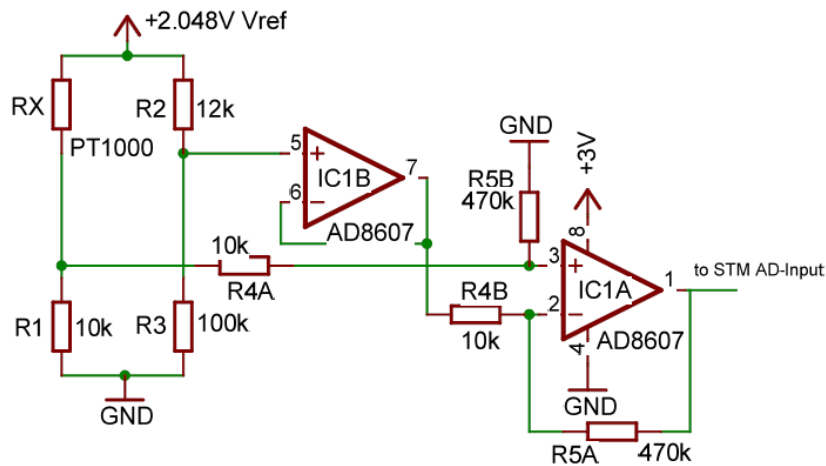 +2.048V Vref
RX
PT1000
R2
12k
5
+
6
−
IC1B
7
AD8607
GND
R5B
470k
+3V
8
10k
R4A
3
+
2
−
IC1A
1
to STM AD-Input
R4B
10k
4
AD8607
R1
10k
R3
100k
GND
GND
R5A
470k